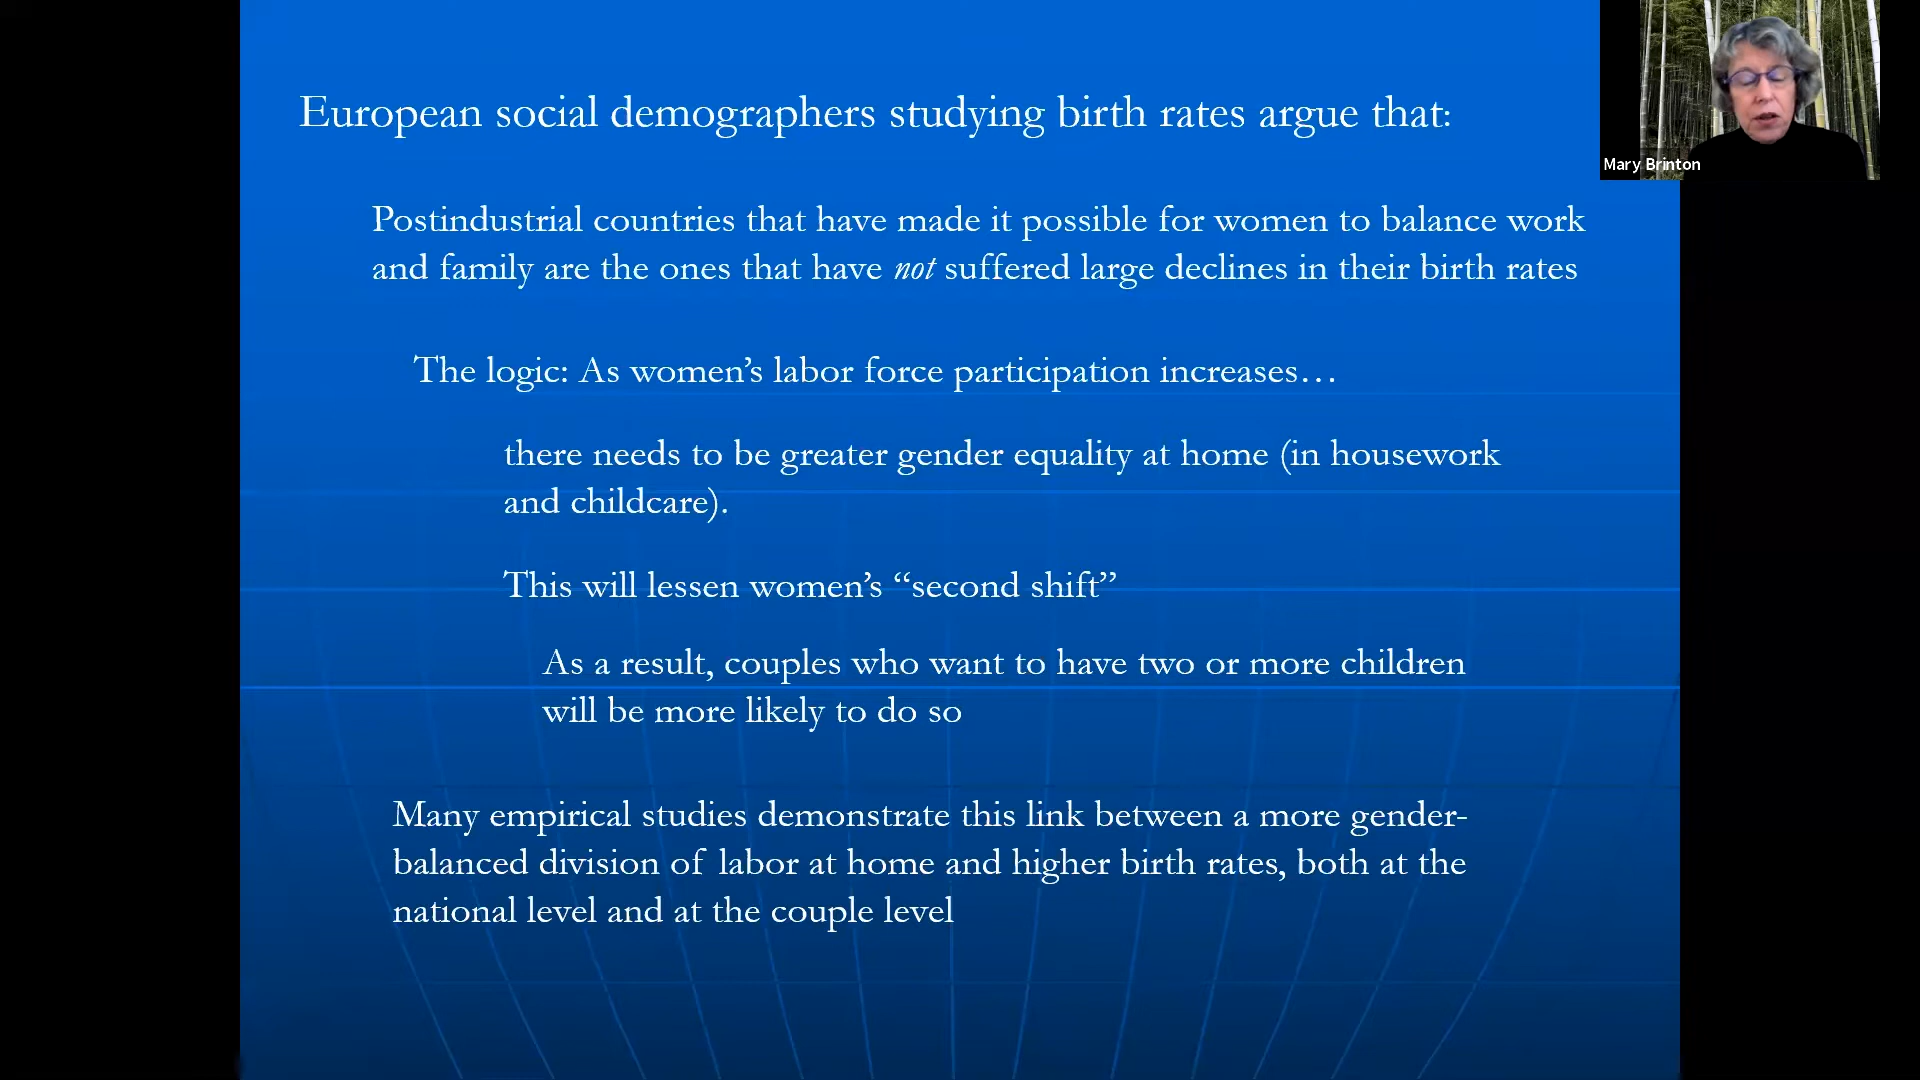 European social demographers studying birth rates argue that:
Mary Brinton
Postindustrial countries that have made it possible for women to balance work
and family are the ones that have not suffered large declines in their birth rates
The logic: As women’s labor force participation increases…
there needs to be greater gender equality at home (in housework
and childcare).
This will lessen women’s “second shift”
As a result, couples who want to have two or more children
will be more likely to do so
Many empirical studies demonstrate this link between a more gender-
balanced division of labor at home and higher birth rates, both at the
national level and at the couple level